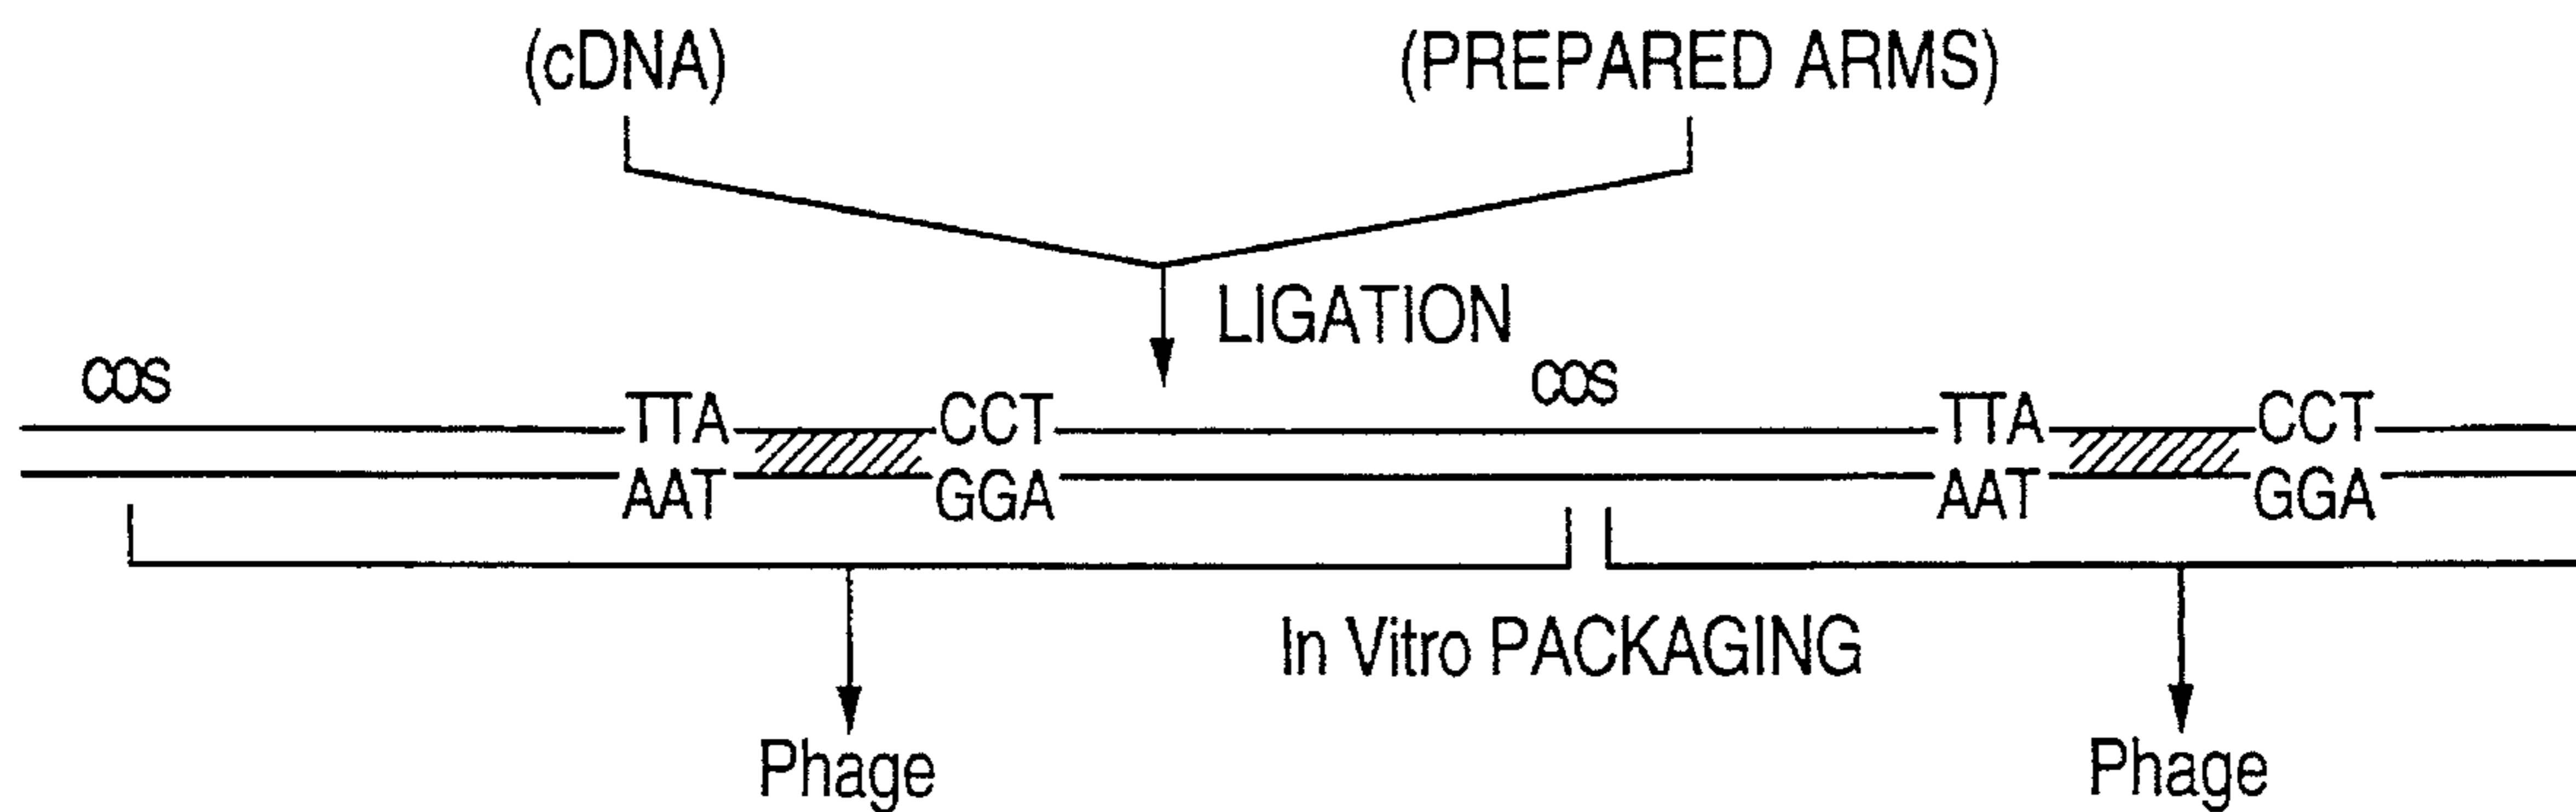 (cDNA) (PREPARED ARMS)
LIGATION
cos cos
TTA CCT TTA CCT
AAT GGA AAT GGA
In Vitro PACKAGING
Phage Phage